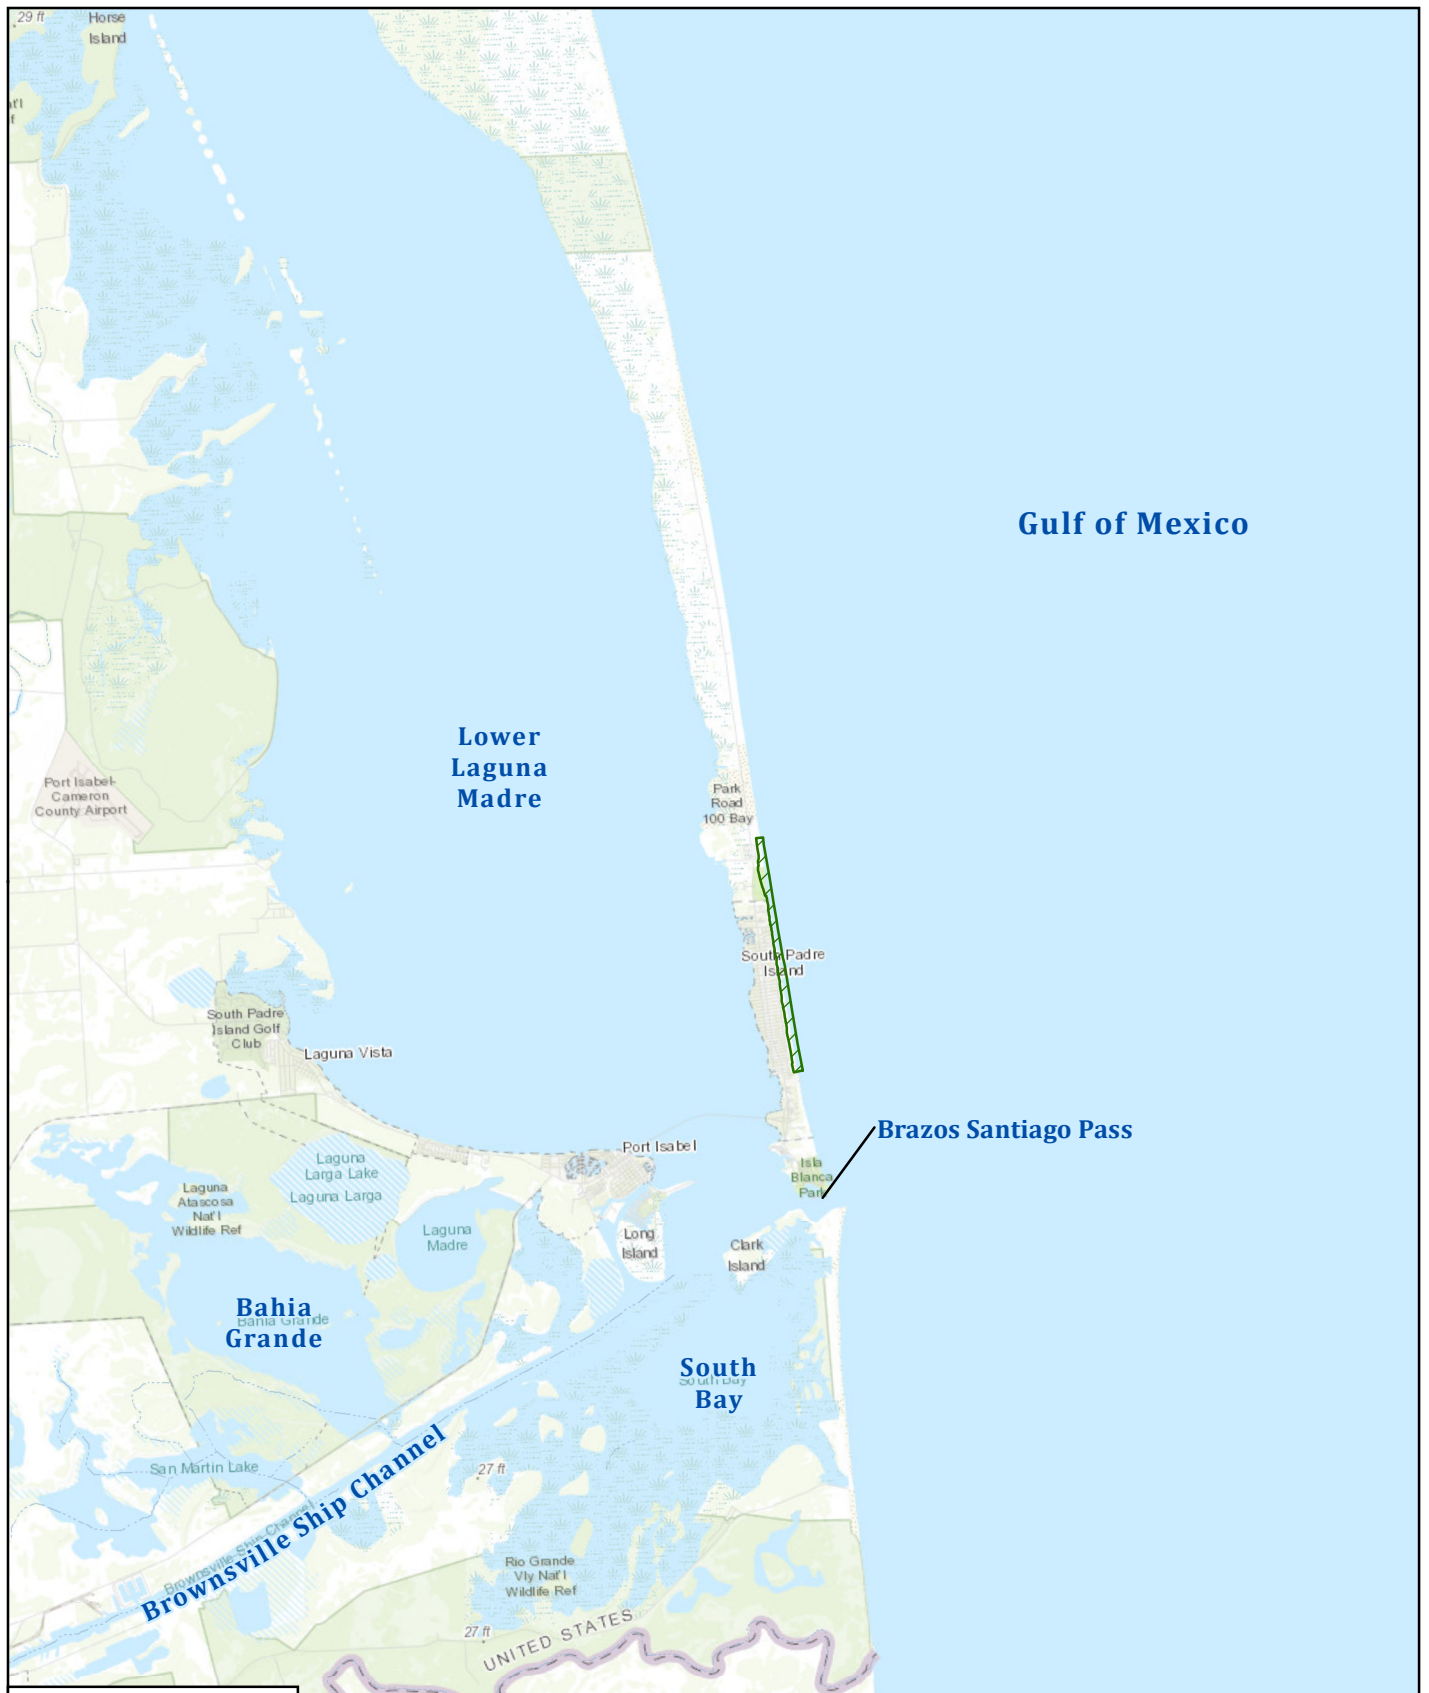 29 ft
Horse
Island
at'l
f
Gulf of Mexico
Lower
Laguna
Madre
Port Isabel-
Cameron
County Airport
Park
Road
100 Bay
South Padre
Island
South Padre
Island Golf
Club
Laguna Vista
Brazos Santiago Pass
Port Isabel
Isla
Blanca
Park
Laguna
Larga Lake
Laguna Larga
Laguna
Atascosa
Nat'l
Wildlife Ref
Laguna
Madre
Long
Island
Clark
Island
Bahia
Grande
Bahia Grande
South
Bay
South Bay
San Martin Lake
27 ft
Brownsville Ship Channel
Brownsville Ship Channel
Rio Grande
Vly Nat'l
Wildlife Ref
27 ft
UNITED STATES